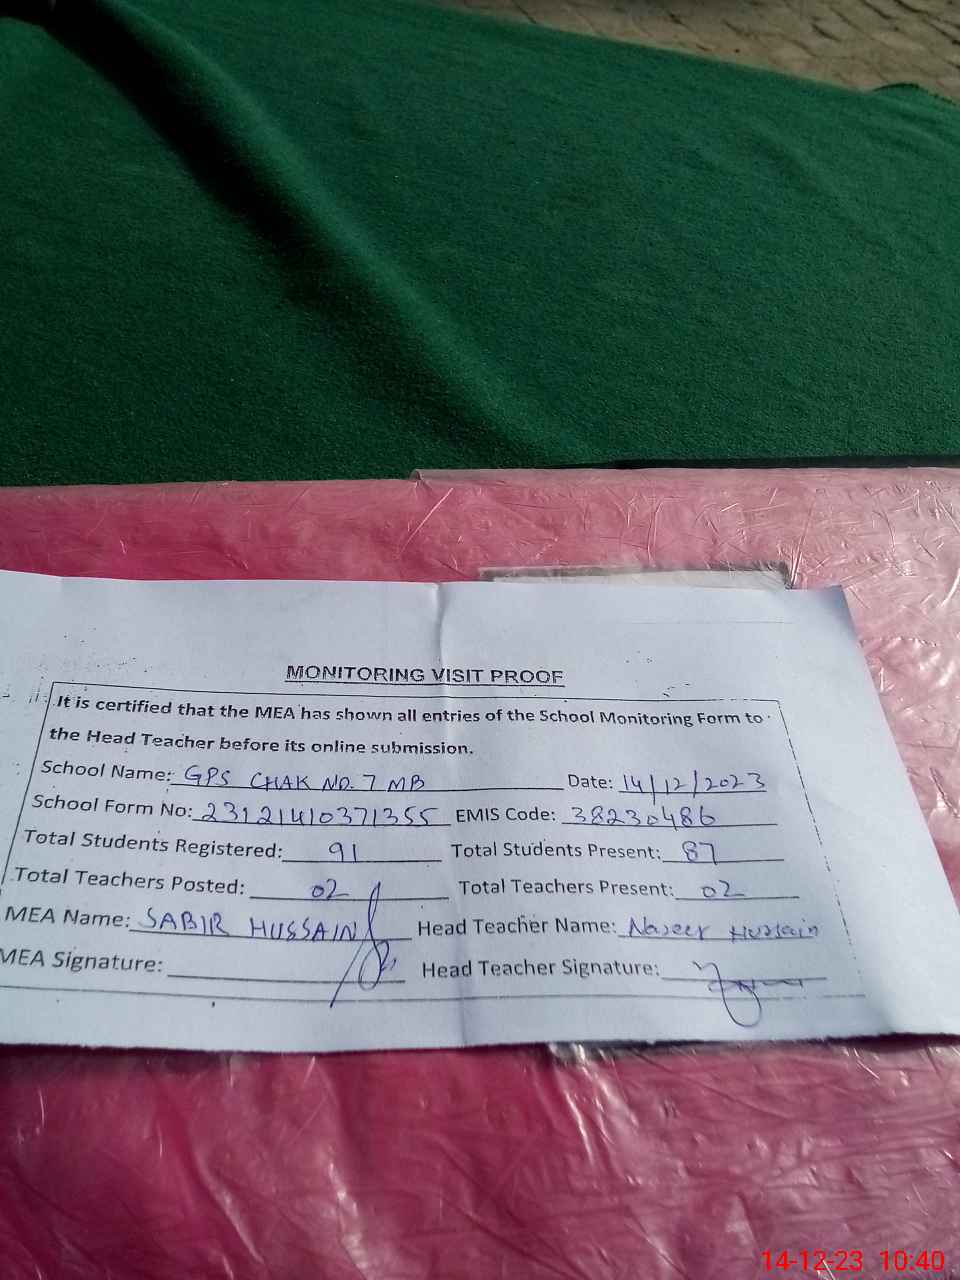 MONITORING VISIT PROOF
It is certified that the MEA has shown all entries of the School Monitoring Form to
the Head Teacher before its online submission.
School Name: GPS CHAK NO. 7 MB Date: 14/12/2023
School Form No: 23121410371355 EMIS Code: 38230486
Total Students Registered: 91 Total Students Present: 87
Total Teachers Posted: 02 Total Teachers Present: 02
MEA Name: SABIR HUSSAIN Head Teacher Name: Nazeer Hussain
MEA Signature: Head Teacher Signature:
14-12-23 10:40